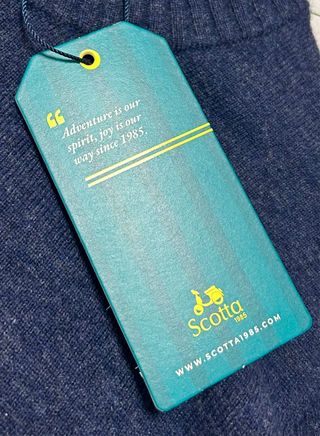 “
Adventure is our
spirit, joy is our
way since 1985.
Scotta
1985
WWW.SCOTTA1985.COM